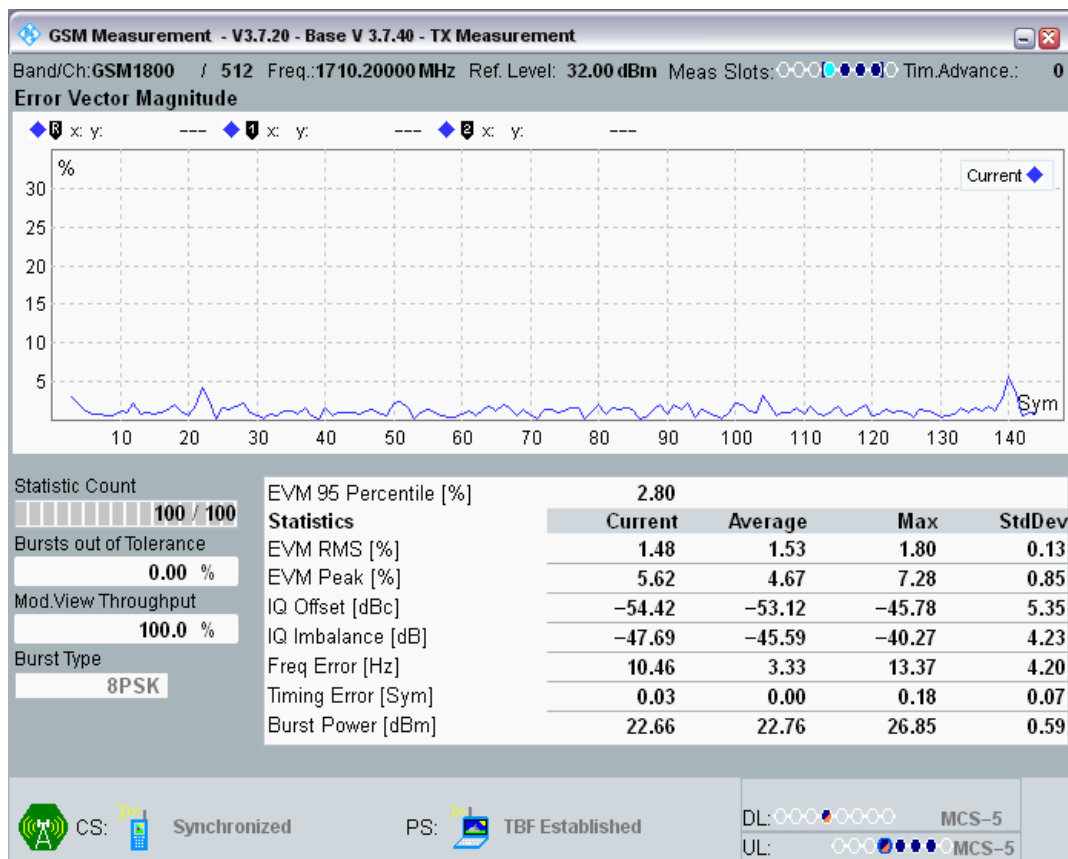 GSM Measurement - V3.7.20 - Base V 3.7.40 - TX Measurement
Band/Ch:GSM1800 / 512 Freq.:1710.20000 MHz Ref. Level: 32.00 dBm Meas Slots: Tim.Advance.: 0
Error Vector Magnitude
R x: y: --- 1 x: y: --- 2 x: y: ---
%
Current
30
25
20
15
10
5
Sym
10 20 30 40 50 60 70 80 90 100 110 120 130 140
Statistic Count
100 / 100
Bursts out of Tolerance
0.00 %
Mod.View Throughput
100.0 %
Burst Type
8PSK
EVM 95 Percentile [%] 2.80
Statistics Current Average Max StdDev
EVM RMS [%] 1.48 1.53 1.80 0.13
EVM Peak [%] 5.62 4.67 7.28 0.85
IQ Offset [dBc] −54.42 −53.12 −45.78 5.35
IQ Imbalance [dB] −47.69 −45.59 −40.27 4.23
Freq Error [Hz] 10.46 3.33 13.37 4.20
Timing Error [Sym] 0.03 0.00 0.18 0.07
Burst Power [dBm] 22.66 22.76 26.85 0.59
CS: Synchronized PS: TBF Established
DL: MCS−5
UL: MCS−5